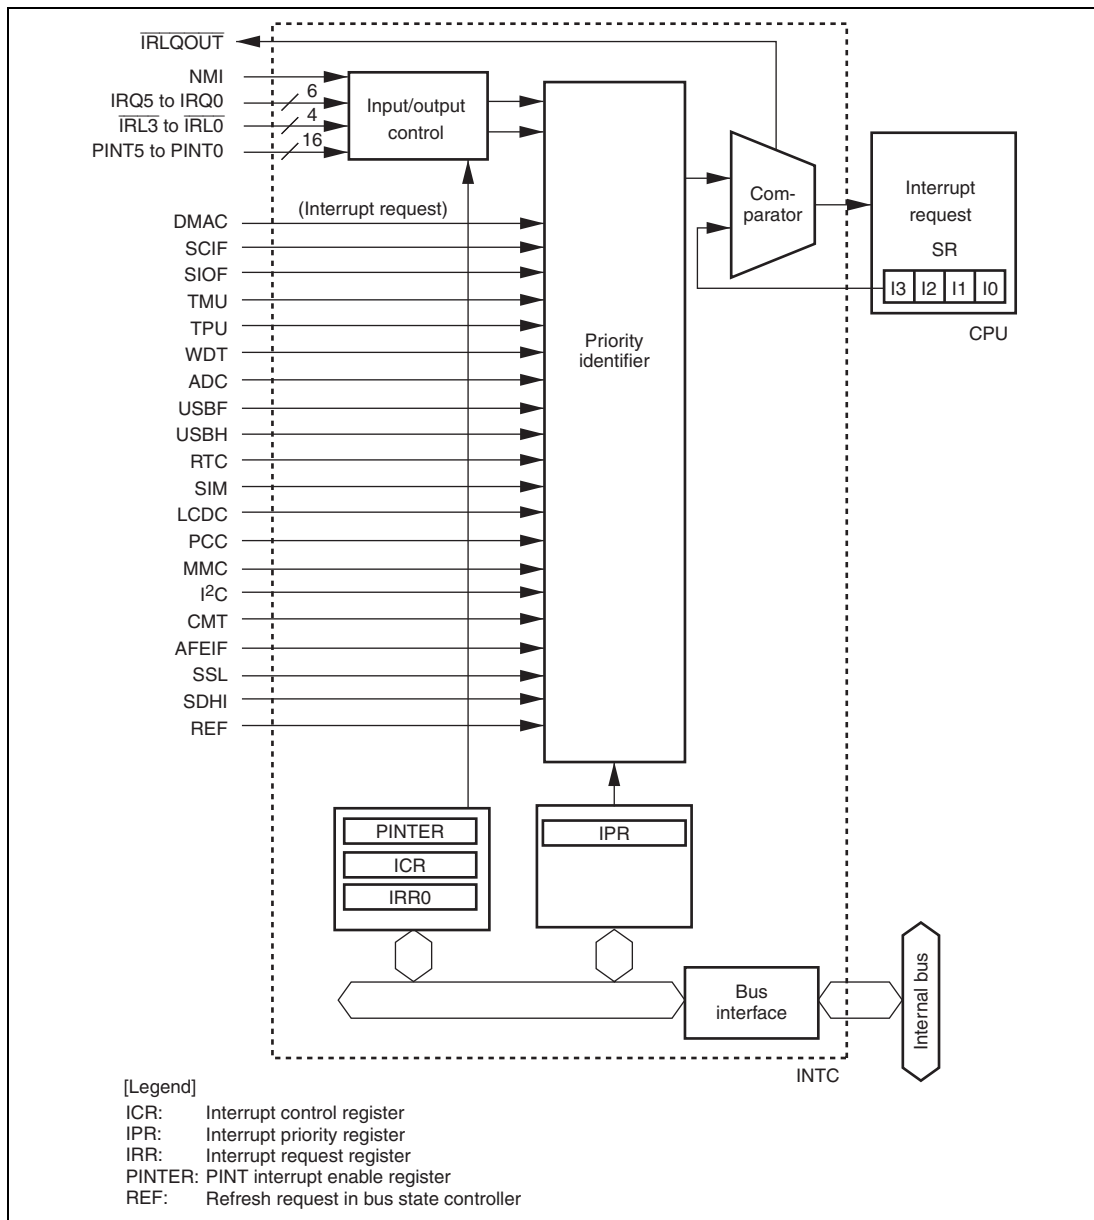 IRLQOUT
NMI
IRQ5 to IRQ0
6
IRL3 to IRL0
4
PINT5 to PINT0
16
Input/output
control
(Interrupt request)
DMAC
SCIF
SIOF
TMU
TPU
WDT
ADC
USBF
USBH
RTC
SIM
LCDC
PCC
MMC
I²C
CMT
AFEIF
SSL
SDHI
REF
Priority
identifier
Com-
parator
Interrupt
request
SR
I3 I2 I1 I0
CPU
PINTER
ICR
IRR0
IPR
Bus
interface
Internal bus
INTC
[Legend]
ICR: Interrupt control register
IPR: Interrupt priority register
IRR: Interrupt request register
PINTER: PINT interrupt enable register
REF: Refresh request in bus state controller